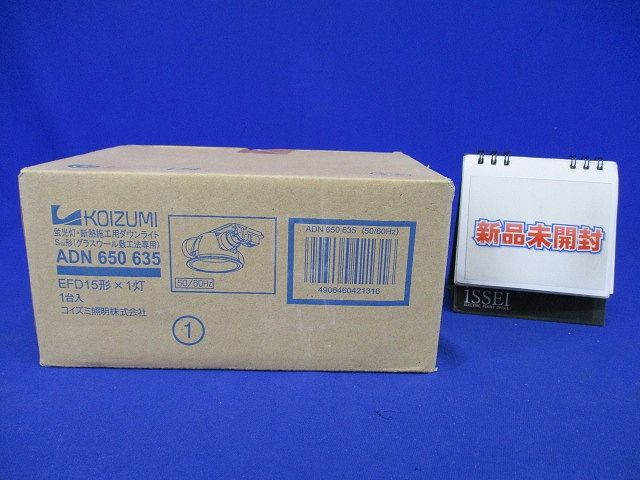 KOIZUMI
蛍光灯・断熱施工用ダウンライト
SG形(グラスウール敷工法専用)
ADN 650 635
EFD15形×1灯
1台入
コイズミ照明株式会社
50/60Hz
1
ADN 650 635 (50/60Hz)
4908460421316
新品未開封
iSSEI